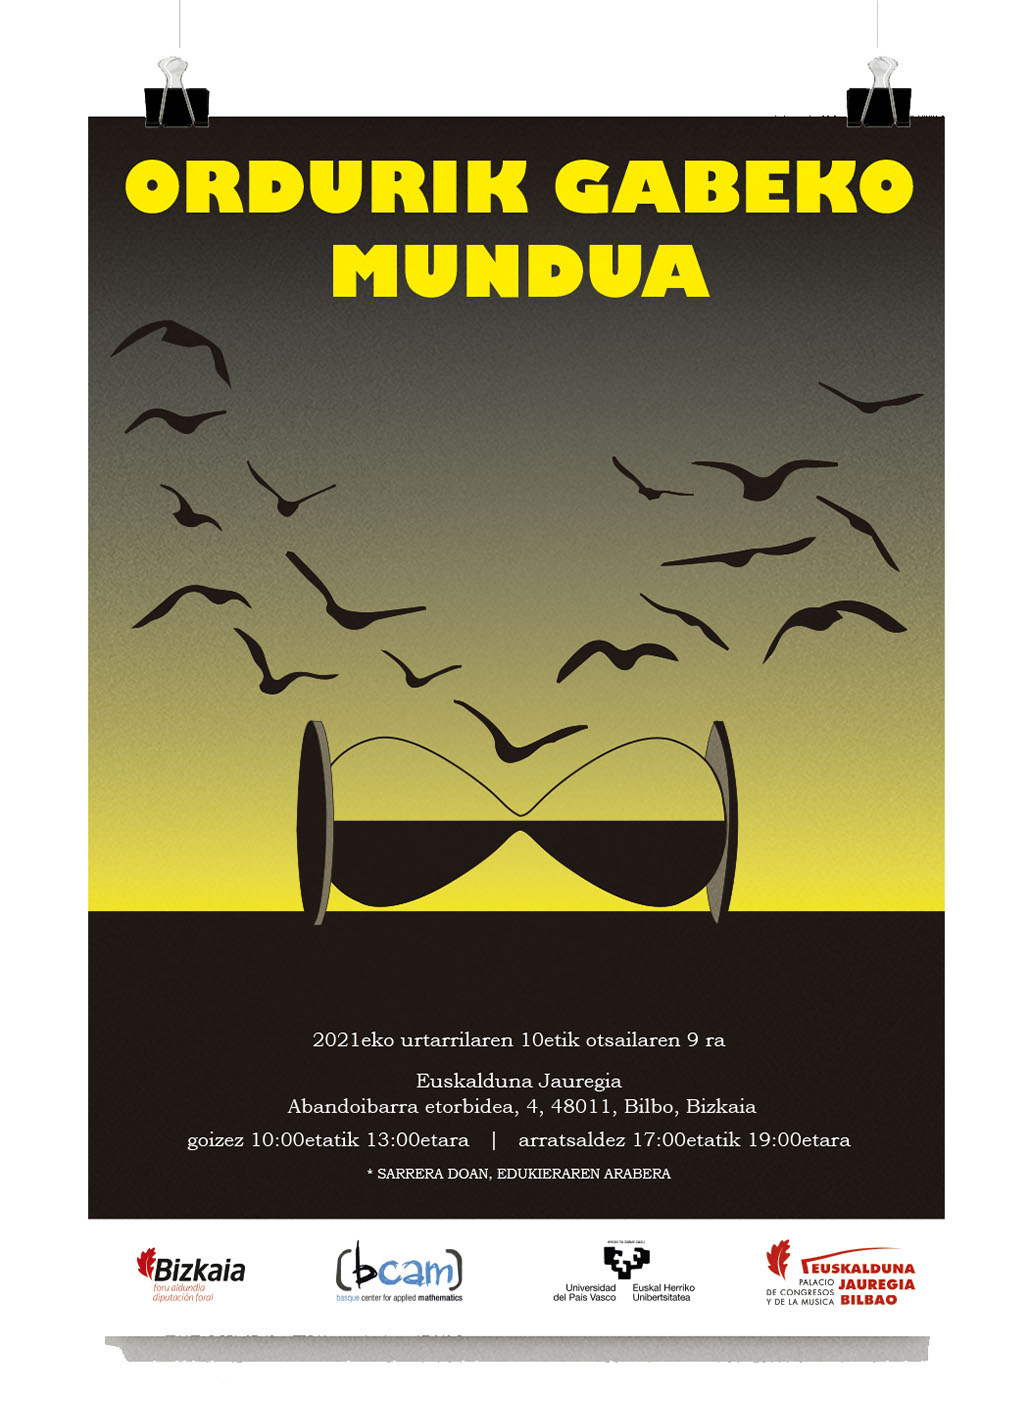 ORDURIK GABEKO
MUNDUA
2021eko urtarrilaren 10etik otsailaren 9 ra
Euskalduna Jauregia
Abandoibarra etorbidea, 4, 48011, Bilbo, Bizkaia
goizez 10:00etatik 13:00etara | arratsaldez 17:00etatik 19:00etara
* SARRERA DOAN, EDUKIERAREN ARABERA
Bizkaia
foru aldundia
diputación foral
(bcam)
basque center for applied mathematics
Universidad
del País Vasco
Euskal Herriko
Unibertsitatea
EUSKALDUNA
PALACIO
DE CONGRESOS
Y DE LA MUSICA
JAUREGIA
BILBAO